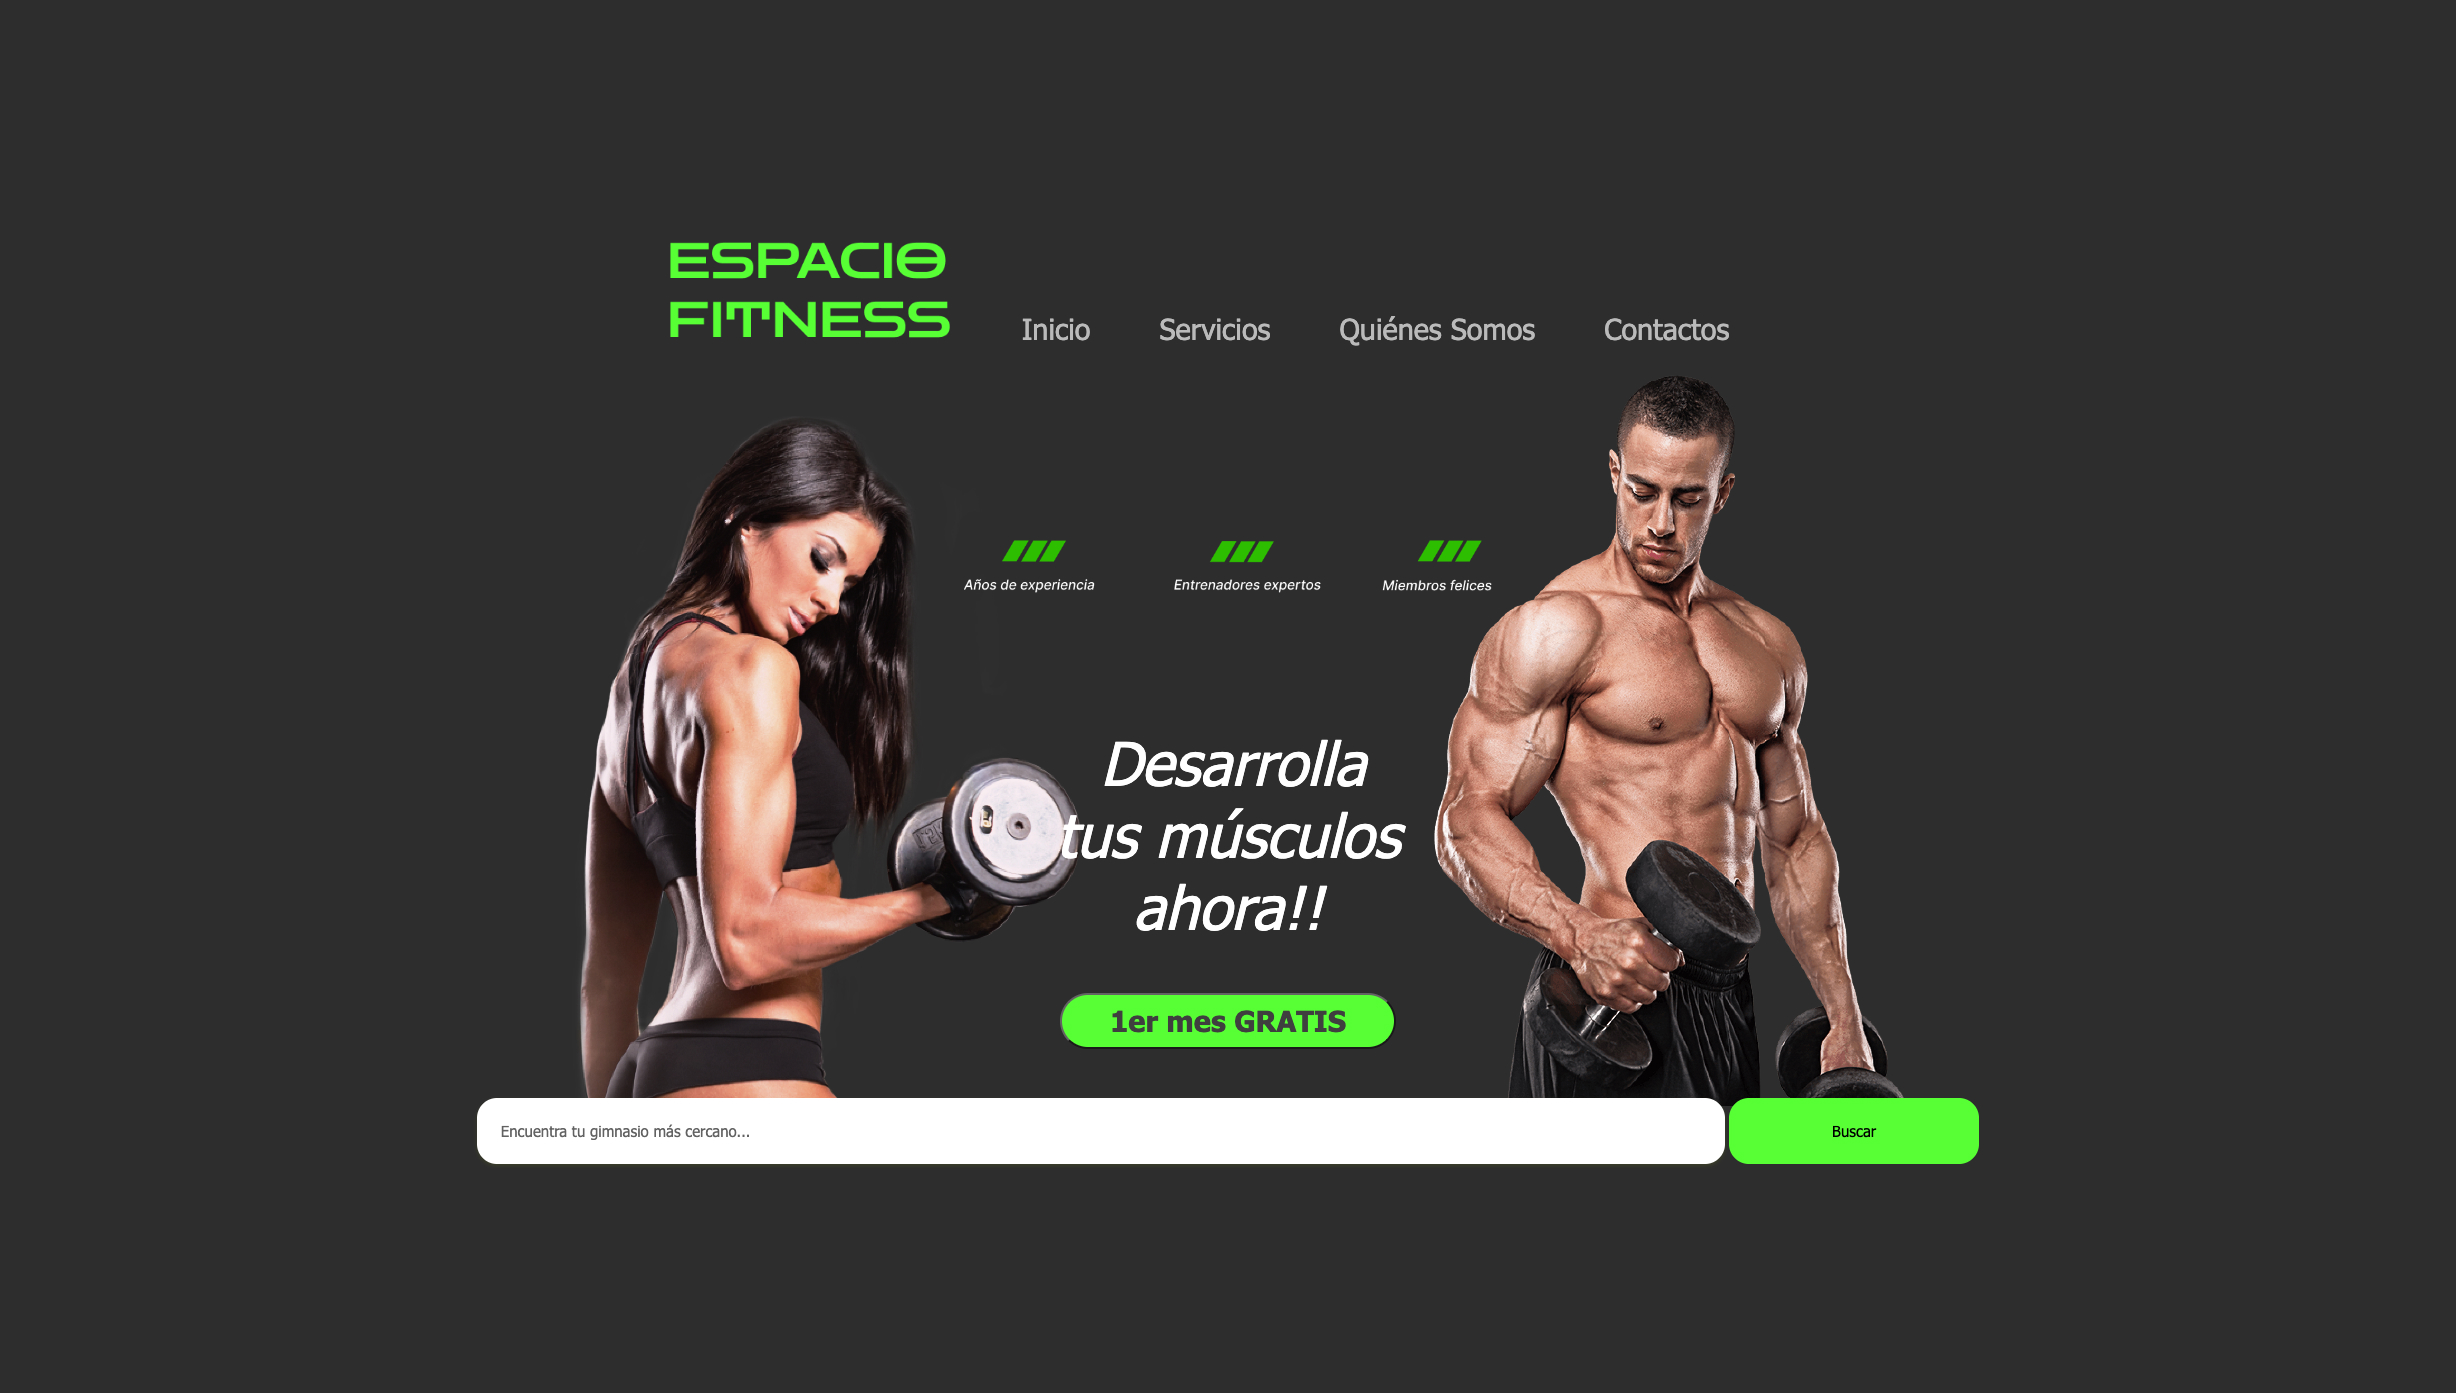 ESPACIO
FITNESS
Inicio Servicios Quiénes Somos Contactos
Años de experiencia Entrenadores expertos Miembros felices
Desarrolla
tus músculos
ahora!!
1er mes GRATIS
Encuentra tu gimnasio más cercano... Buscar